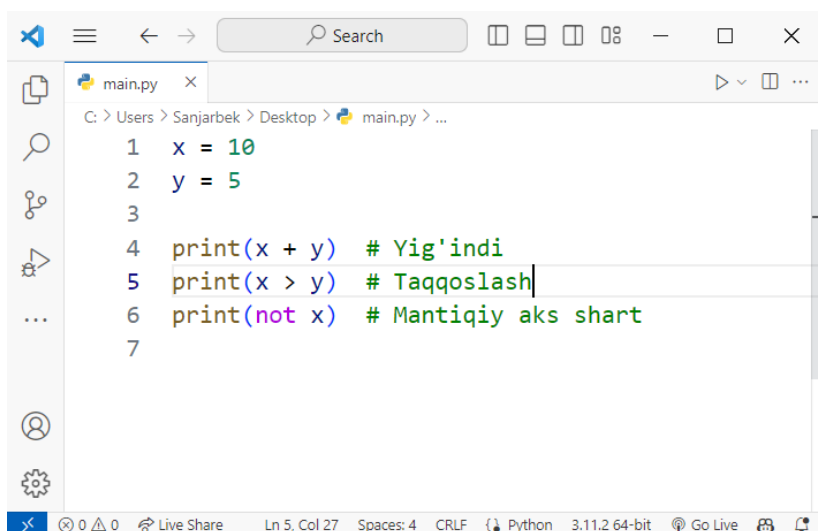 Search
main.py
C: > Users > Sanjarbek > Desktop > main.py > ...
1 x = 10
2 y = 5
3
4 print(x + y)  # Yig'indi
5 print(x > y)  # Taqqoslash
6 print(not x)  # Mantiqiy aks shart
7
0 0 Live Share Ln 5, Col 27 Spaces: 4 CRLF Python 3.11.2 64-bit Go Live